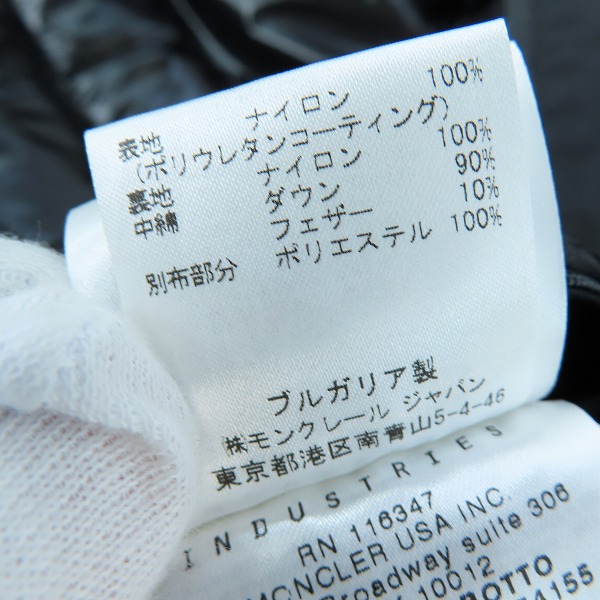 表地 ナイロン 100%
(ポリウレタンコーティング)
裏地 ナイロン 100%
中綿 ダウン 90%
フェザー 10%
別布部分 ポリエステル 100%
ブルガリア製
㈱モンクレール ジャパン
東京都港区南青山5-4-46
INDUSTRIES
RN 116347
MONCLER USA INC.
Broadway suite 306
10012
BOTTO
4155